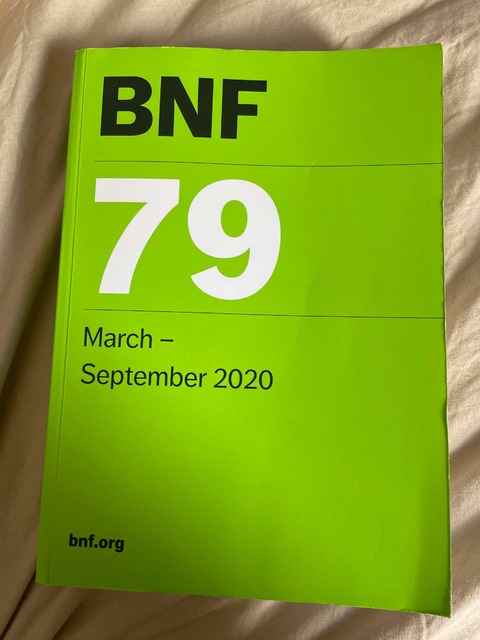 BNF
79
March –
September 2020
bnf.org